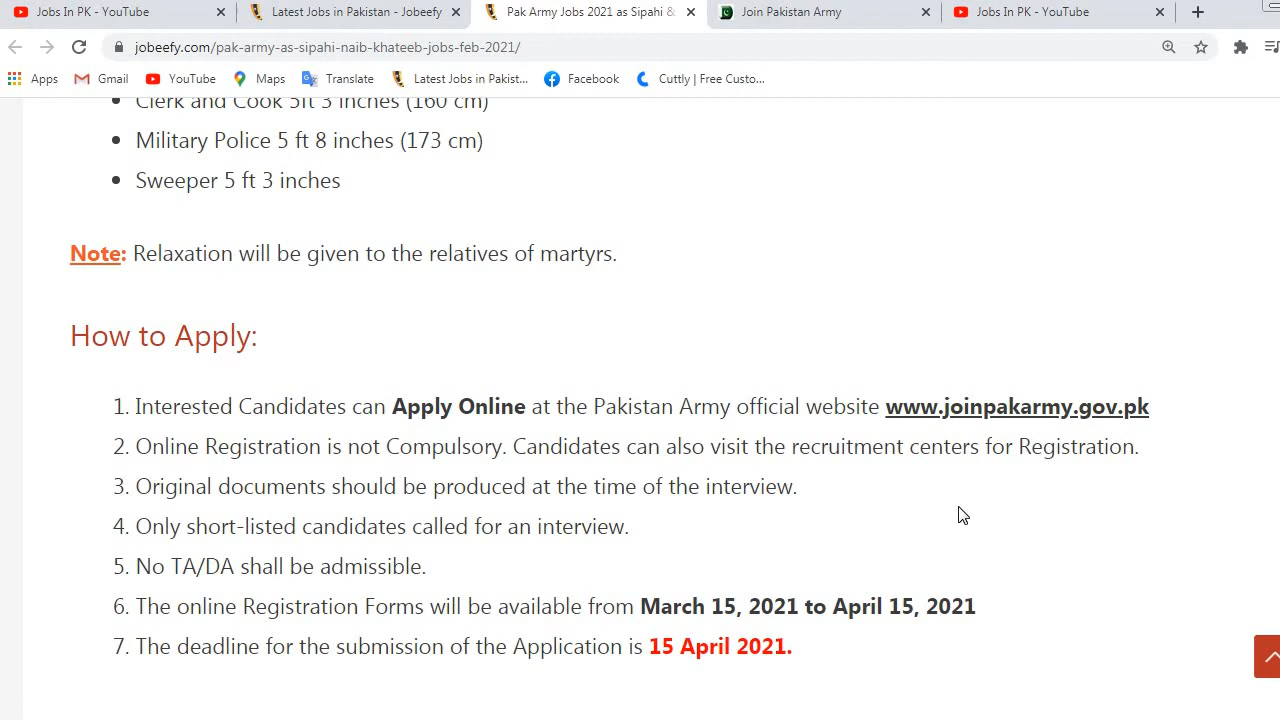 Jobs In PK - YouTube
Latest Jobs in Pakistan - Jobeefy
Pak Army Jobs 2021 as Sipahi &
Join Pakistan Army
Jobs In PK - YouTube
jobeefy.com/pak-army-as-sipahi-naib-khateeb-jobs-feb-2021/
Apps
Gmail
YouTube
Maps
Translate
Latest Jobs in Pakist...
Facebook
Cuttly | Free Custo...
Clerk and Cook 5ft 3 inches (160 cm)
Military Police 5 ft 8 inches (173 cm)
Sweeper 5 ft 3 inches
Note: Relaxation will be given to the relatives of martyrs.
How to Apply:
1. Interested Candidates can Apply Online at the Pakistan Army official website www.joinpakarmy.gov.pk
2. Online Registration is not Compulsory. Candidates can also visit the recruitment centers for Registration.
3. Original documents should be produced at the time of the interview.
4. Only short-listed candidates called for an interview.
5. No TA/DA shall be admissible.
6. The online Registration Forms will be available from March 15, 2021 to April 15, 2021
7. The deadline for the submission of the Application is 15 April 2021.